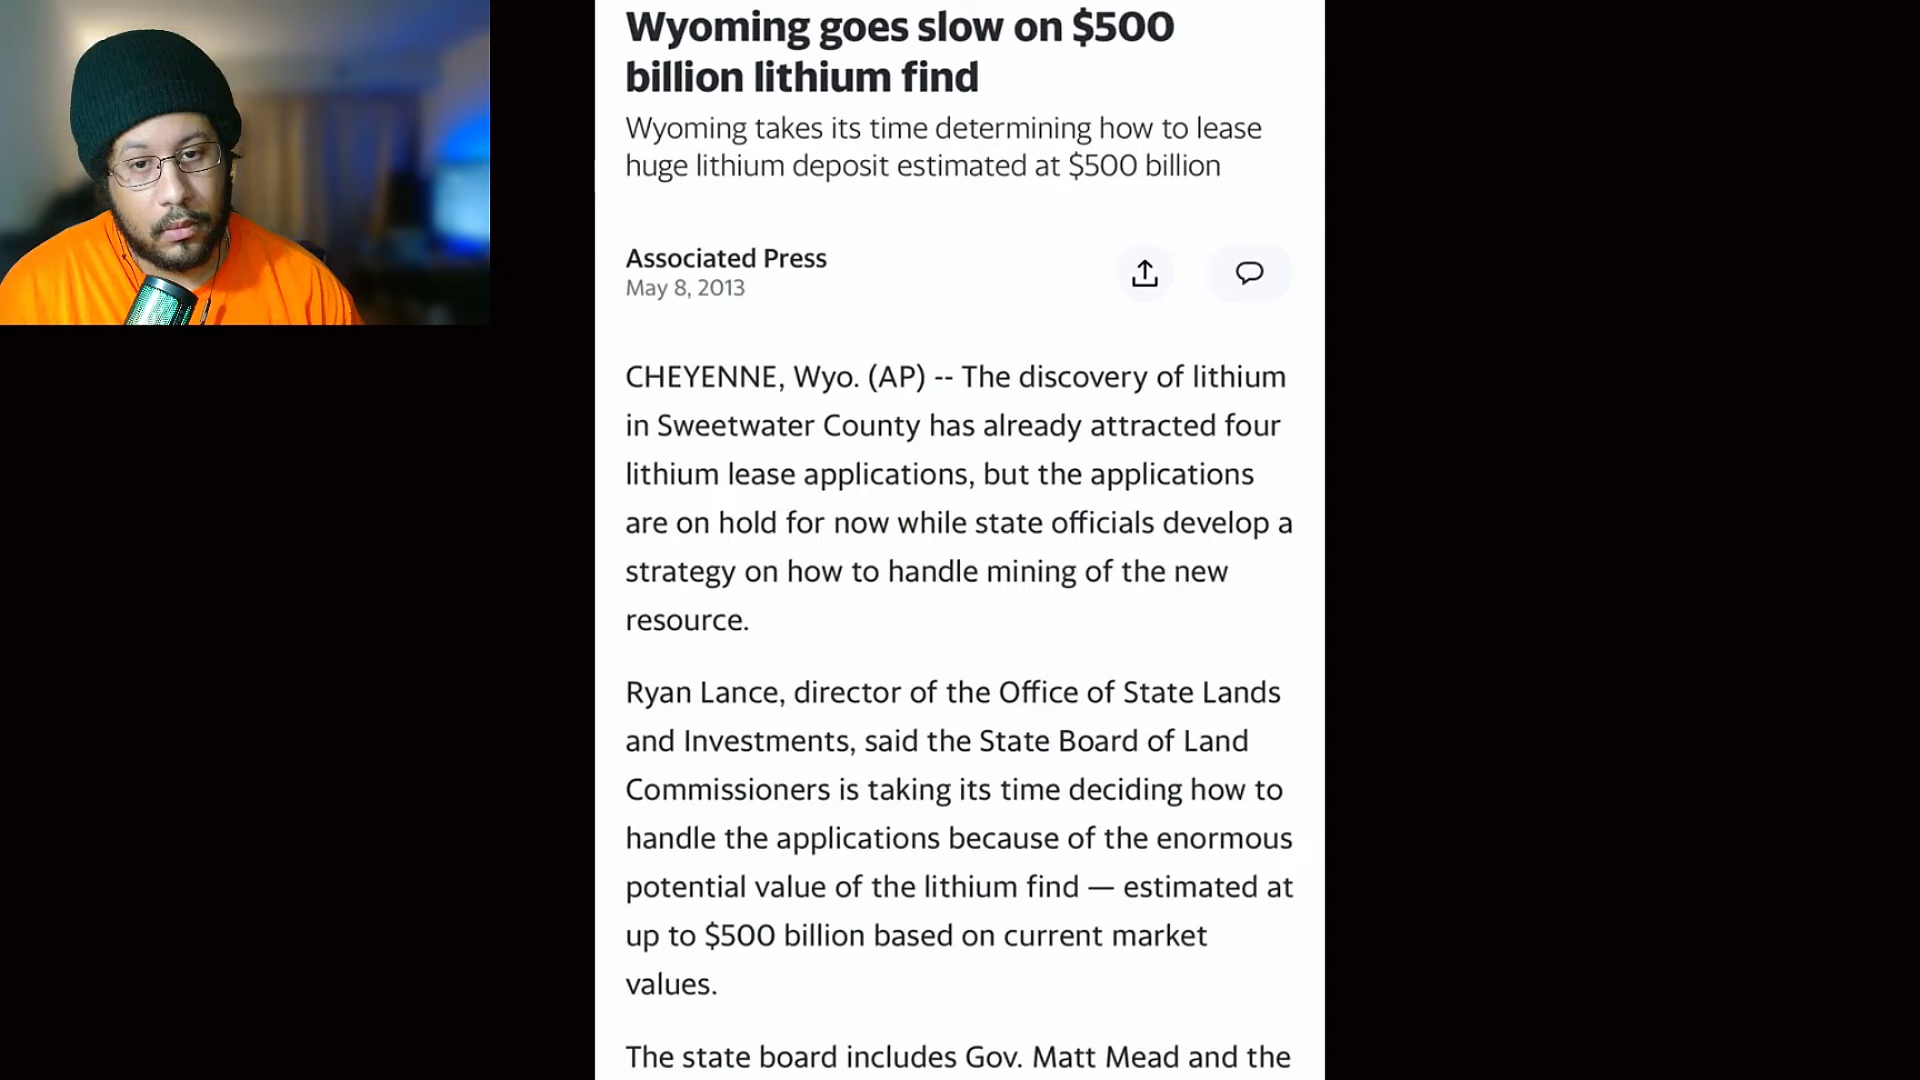 Wyoming goes slow on $500
billion lithium find
Wyoming takes its time determining how to lease
huge lithium deposit estimated at $500 billion
Associated Press
May 8, 2013
CHEYENNE, Wyo. (AP) -- The discovery of lithium
in Sweetwater County has already attracted four
lithium lease applications, but the applications
are on hold for now while state officials develop a
strategy on how to handle mining of the new
resource.
Ryan Lance, director of the Office of State Lands
and Investments, said the State Board of Land
Commissioners is taking its time deciding how to
handle the applications because of the enormous
potential value of the lithium find — estimated at
up to $500 billion based on current market
values.
The state board includes Gov. Matt Mead and the